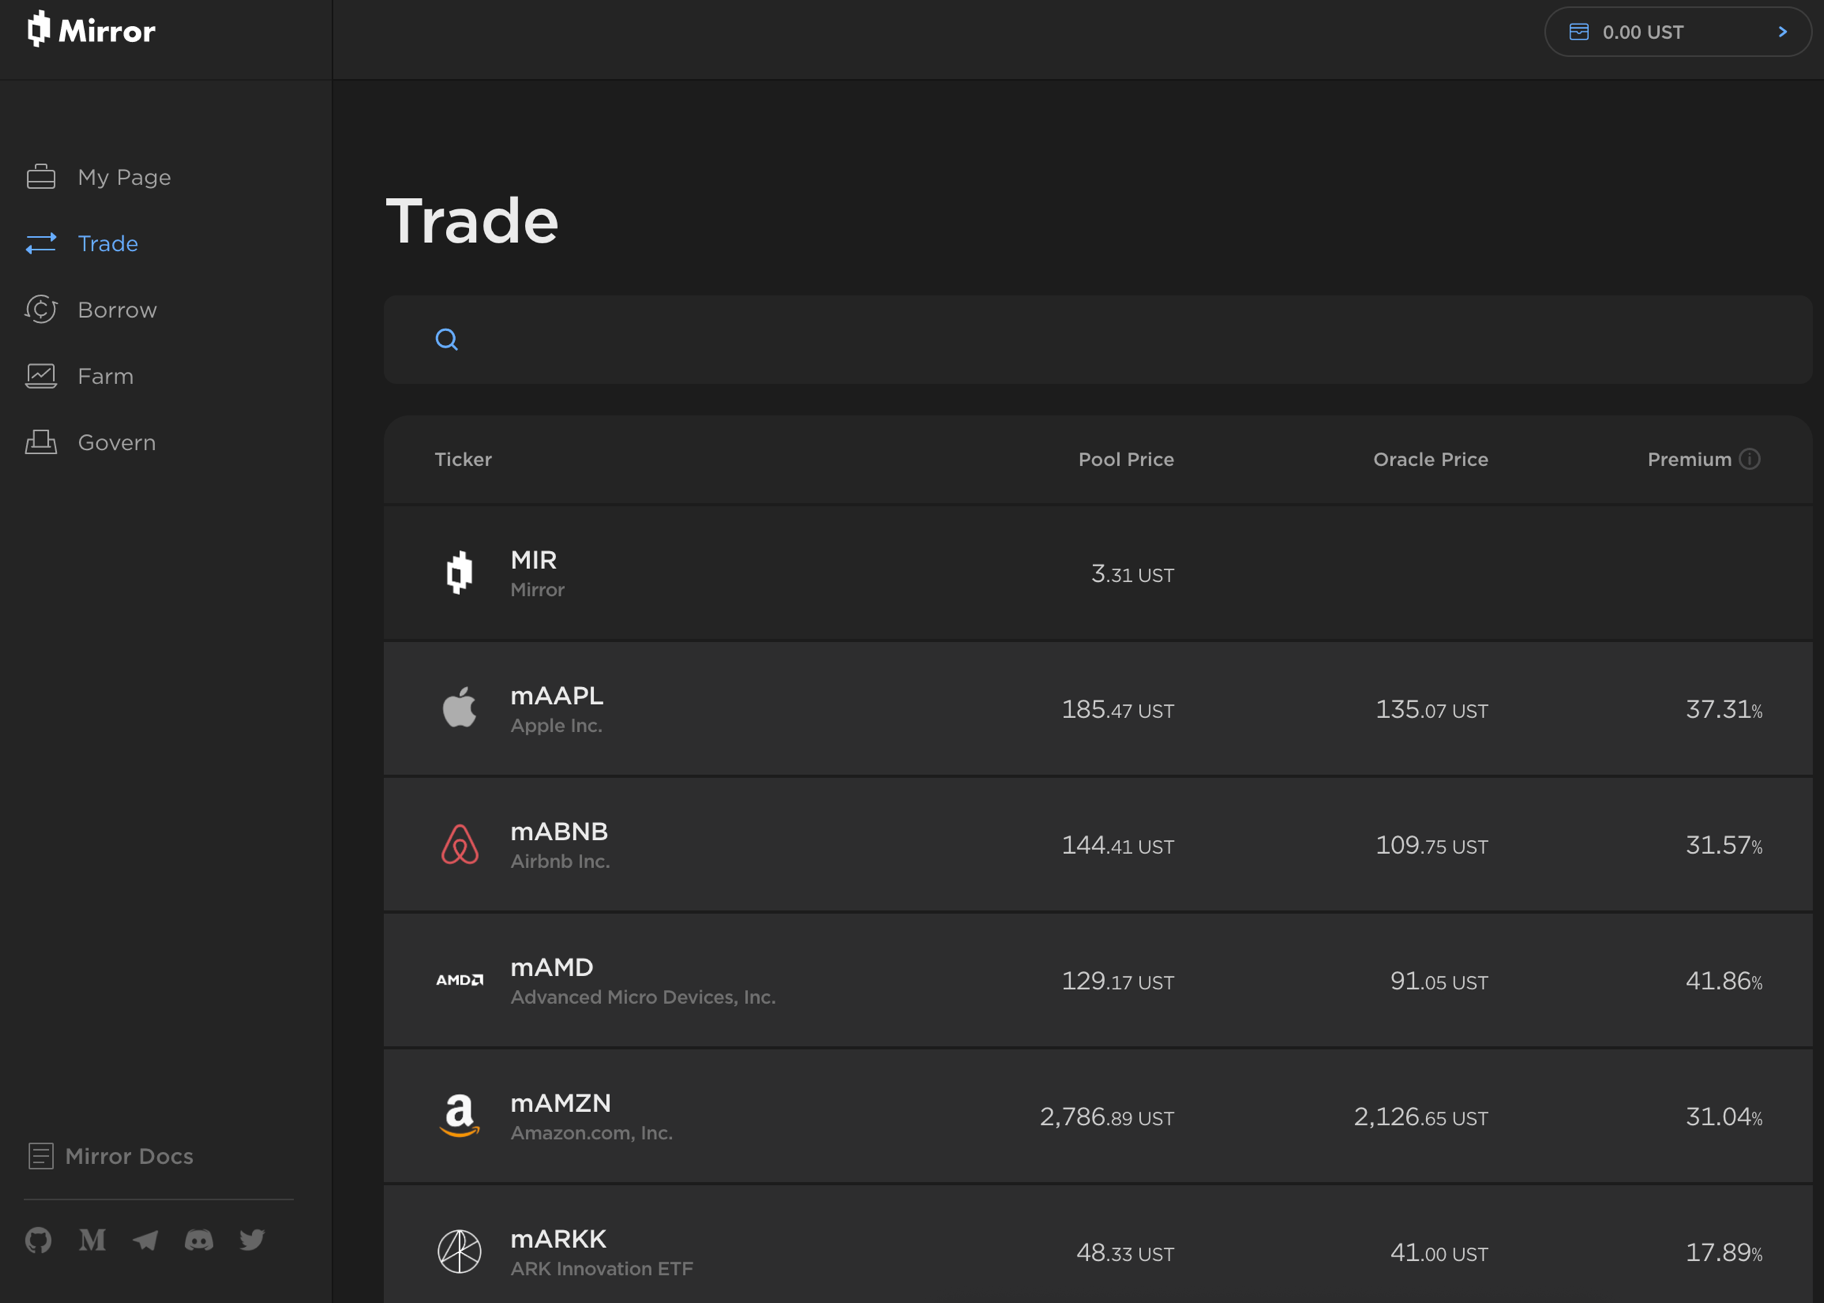 Mirror
0.00 UST
My Page
Trade
Borrow
Farm
Govern
Mirror Docs
Trade
Ticker Pool Price Oracle Price Premium
MIR
Mirror
3.31 UST
mAAPL
Apple Inc.
185.47 UST 135.07 UST 37.31%
mABNB
Airbnb Inc.
144.41 UST 109.75 UST 31.57%
AMD
mAMD
Advanced Micro Devices, Inc.
129.17 UST 91.05 UST 41.86%
mAMZN
Amazon.com, Inc.
2,786.89 UST 2,126.65 UST 31.04%
mARKK
ARK Innovation ETF
48.33 UST 41.00 UST 17.89%